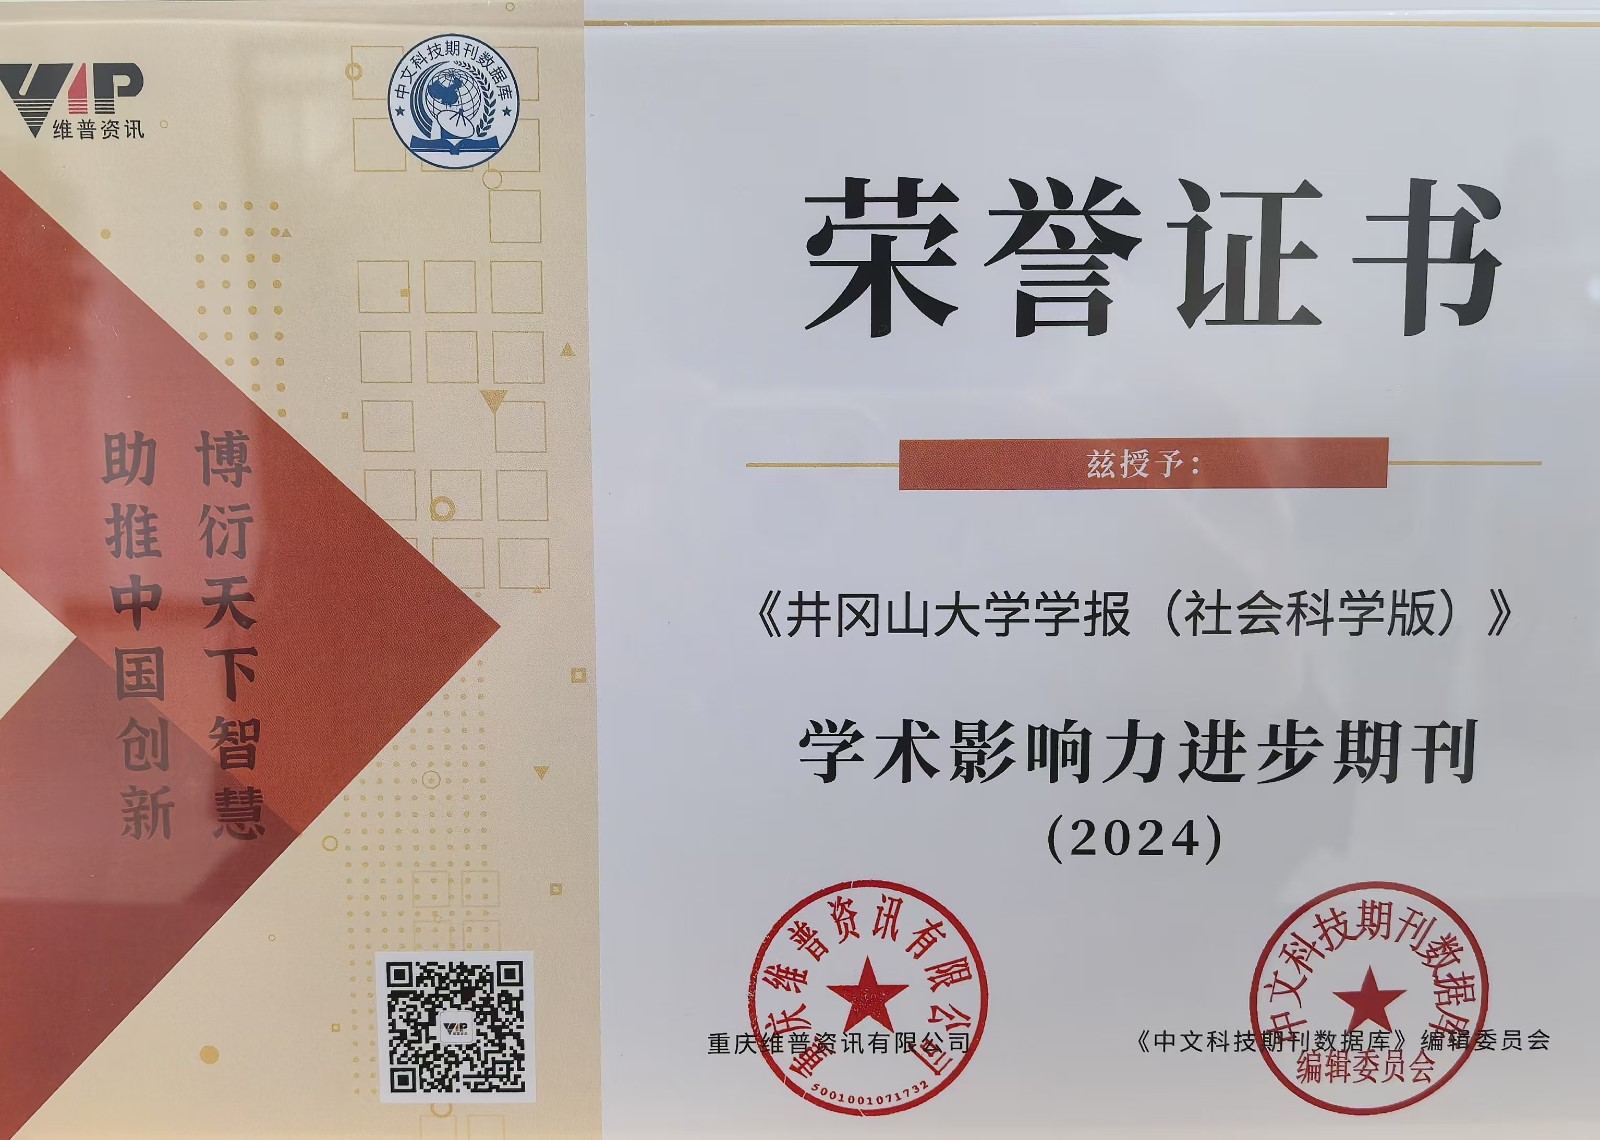 VIP
维普资讯
中文科技期刊数据库
博衍天下智慧
助推中国创新
荣誉证书
兹授予：
《井冈山大学学报（社会科学版）》
学术影响力进步期刊
(2024)
重庆维普资讯有限公司
5001001071732
重庆维普资讯有限公司
中文科技期刊数据库
编辑委员会
《中文科技期刊数据库》编辑委员会
VIP